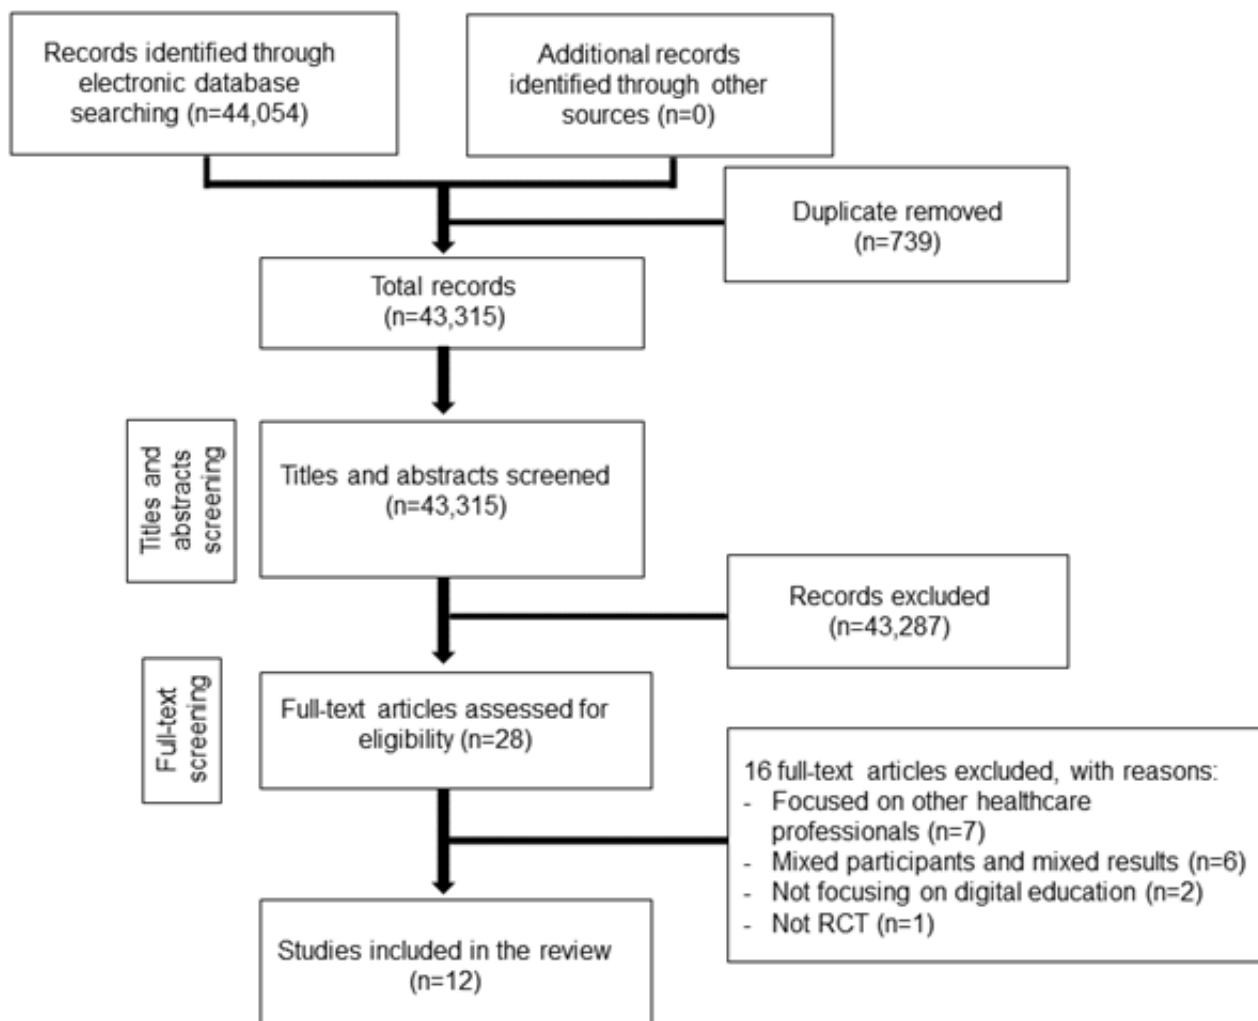 Records identified through
electronic database
searching (n=44,054)
Additional records
identified through other
sources (n=0)
Duplicate removed
(n=739)
Total records
(n=43,315)
Titles and
abstracts
screening
Titles and abstracts screened
(n=43,315)
Records excluded
(n=43,287)
Full-text
screening
Full-text articles assessed for
eligibility (n=28)
16 full-text articles excluded, with reasons:
- Focused on other healthcare
professionals (n=7)
- Mixed participants and mixed results (n=6)
- Not focusing on digital education (n=2)
- Not RCT (n=1)
Studies included in the review
(n=12)